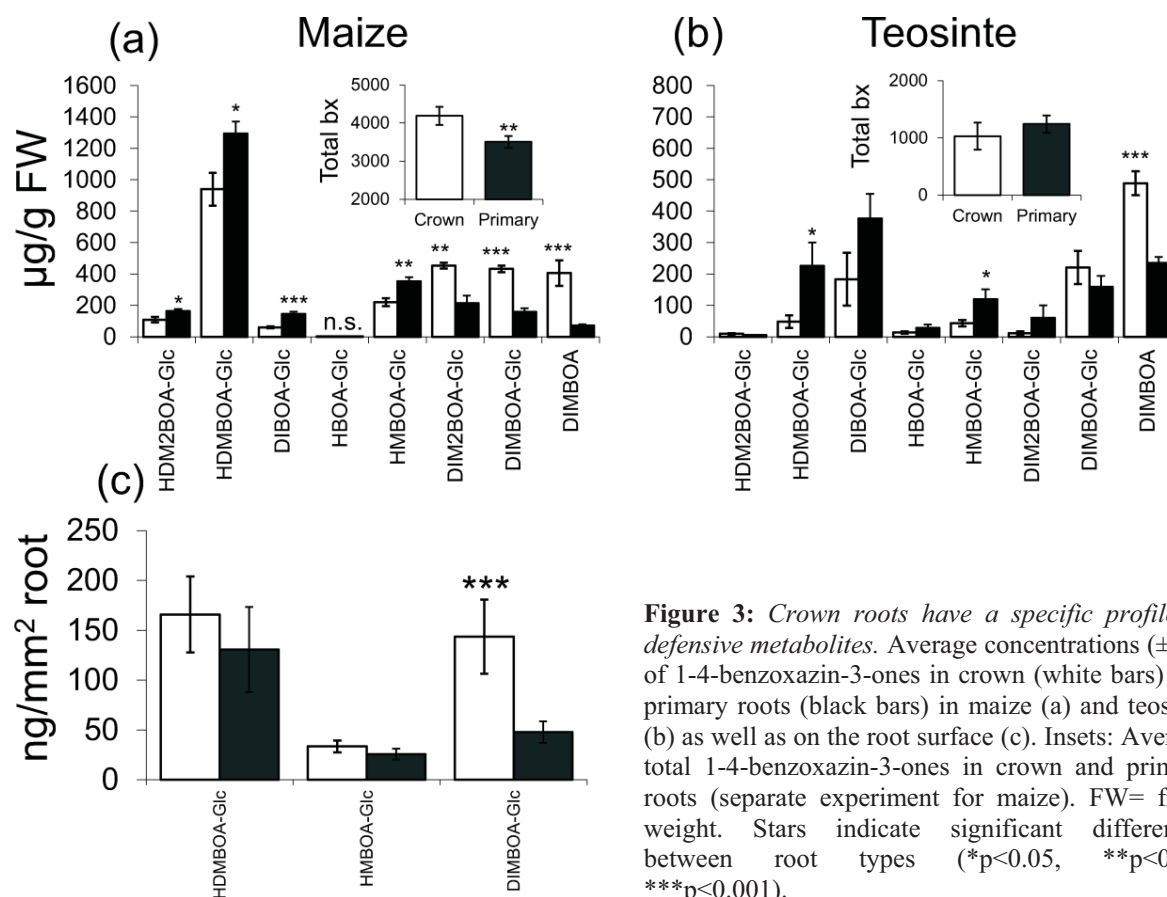 (a) Maize
(b) Teosinte
µg/g FW
1600
1400
1200
1000
800
600
400
200
0
* * *** n.s. ** ** *** ***
HDM2BOA-Glc
HDMBOA-Glc
DIBOA-Glc
HBOA-Glc
HMBOA-Glc
DIM2BOA-Glc
DIMBOA-Glc
DIMBOA
Total bx
5000
4000
3000
2000
**
Crown Primary
800
700
600
500
400
300
200
100
0
* * ***
HDM2BOA-Glc
HDMBOA-Glc
DIBOA-Glc
HBOA-Glc
HMBOA-Glc
DIM2BOA-Glc
DIMBOA-Glc
DIMBOA
Total bx
2000
1000
0
Crown Primary
(c)
ng/mm² root
250
200
150
100
50
0
***
HDMBOA-Glc
HMBOA-Glc
DIMBOA-Glc
Figure 3: Crown roots have a specific profile
defensive metabolites. Average concentrations (±
of 1-4-benzoxazin-3-ones in crown (white bars)
primary roots (black bars) in maize (a) and teos
(b) as well as on the root surface (c). Insets: Aver
total 1-4-benzoxazin-3-ones in crown and prim
roots (separate experiment for maize). FW= f
weight. Stars indicate significant differen
between root types (*p<0.05, **p<0
***p<0.001).